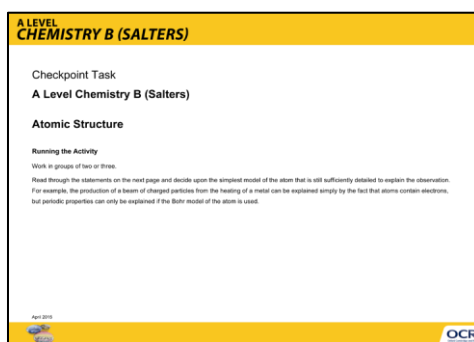 A LEVEL
CHEMISTRY B (SALTERS)
Checkpoint Task
A Level Chemistry B (Salters)
Atomic Structure
Running the Activity
Work in groups of two or three.
Read through the statements on the next page and decide upon the simplest model of the atom that is still sufficiently detailed to explain the observation.
For example, the production of a beam of charged particles from the heating of a metal can be explained simply by the fact that atoms contain electrons,
but periodic properties can only be explained if the Bohr model of the atom is used.
April 2015
OCR